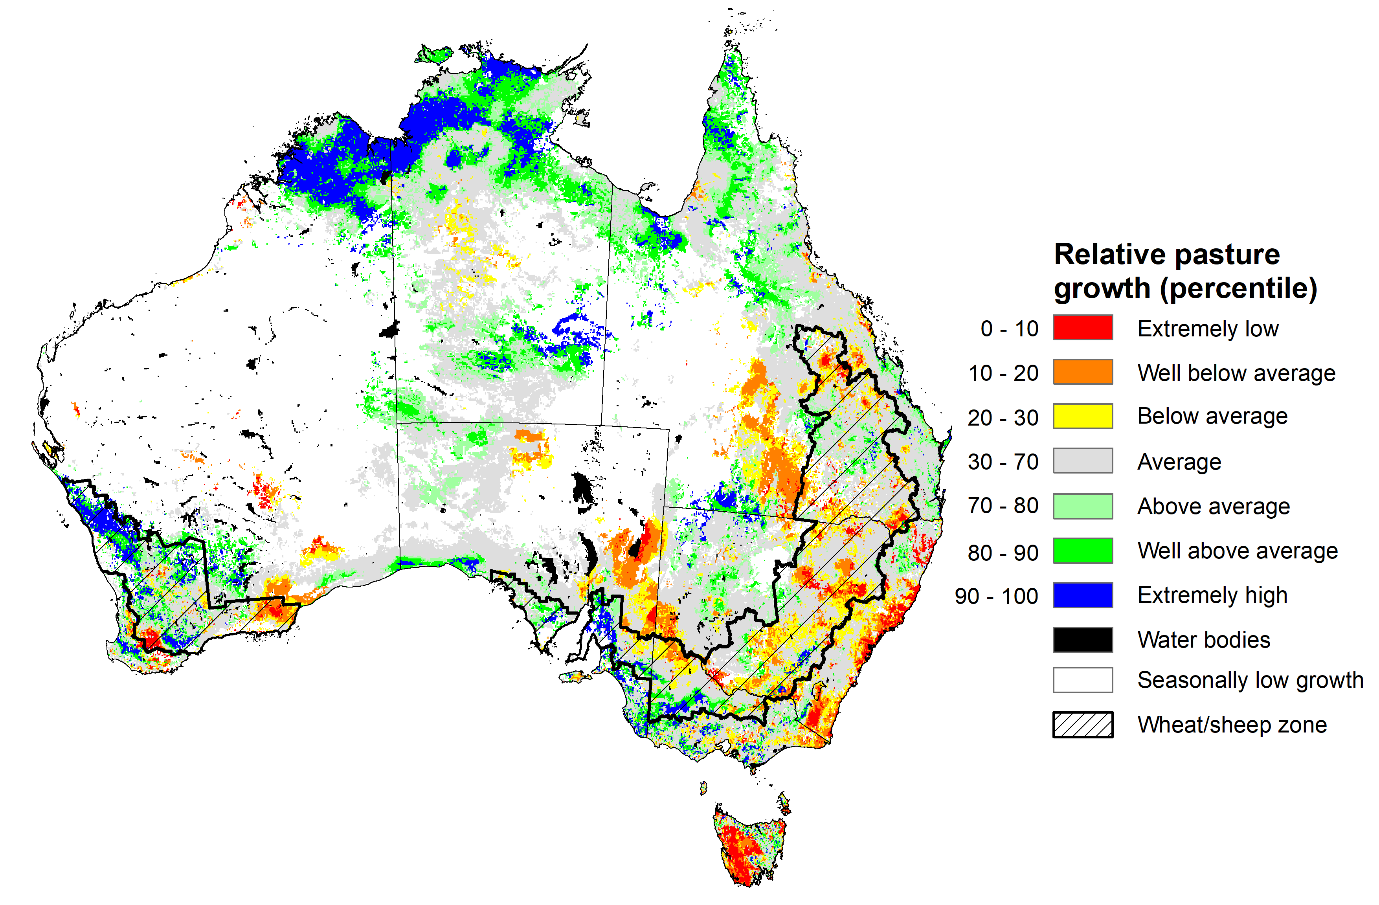 Relative pasture
growth (percentile)
0 - 10 Extremely low
10 - 20 Well below average
20 - 30 Below average
30 - 70 Average
70 - 80 Above average
80 - 90 Well above average
90 - 100 Extremely high
Water bodies
Seasonally low growth
Wheat/sheep zone